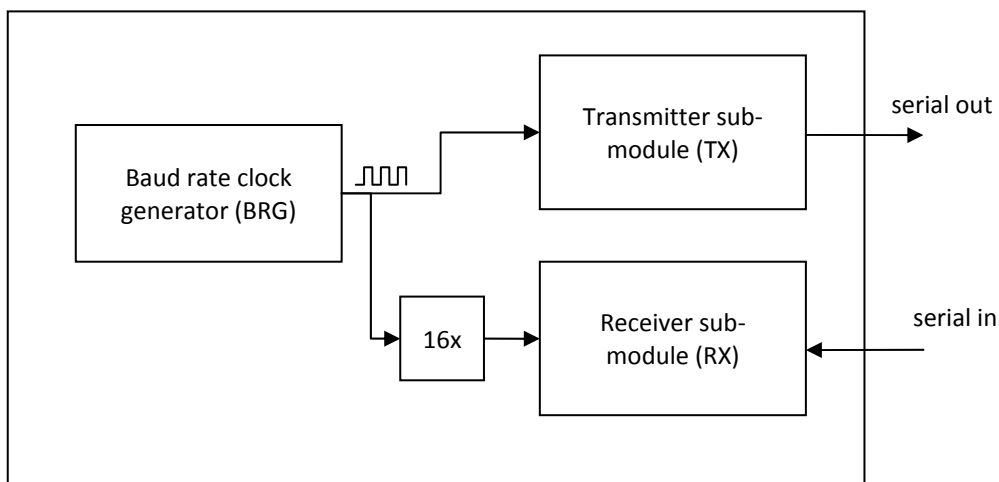 Transmitter sub-
module (TX)
serial out
Baud rate clock
generator (BRG)
16x
Receiver sub-
module (RX)
serial in